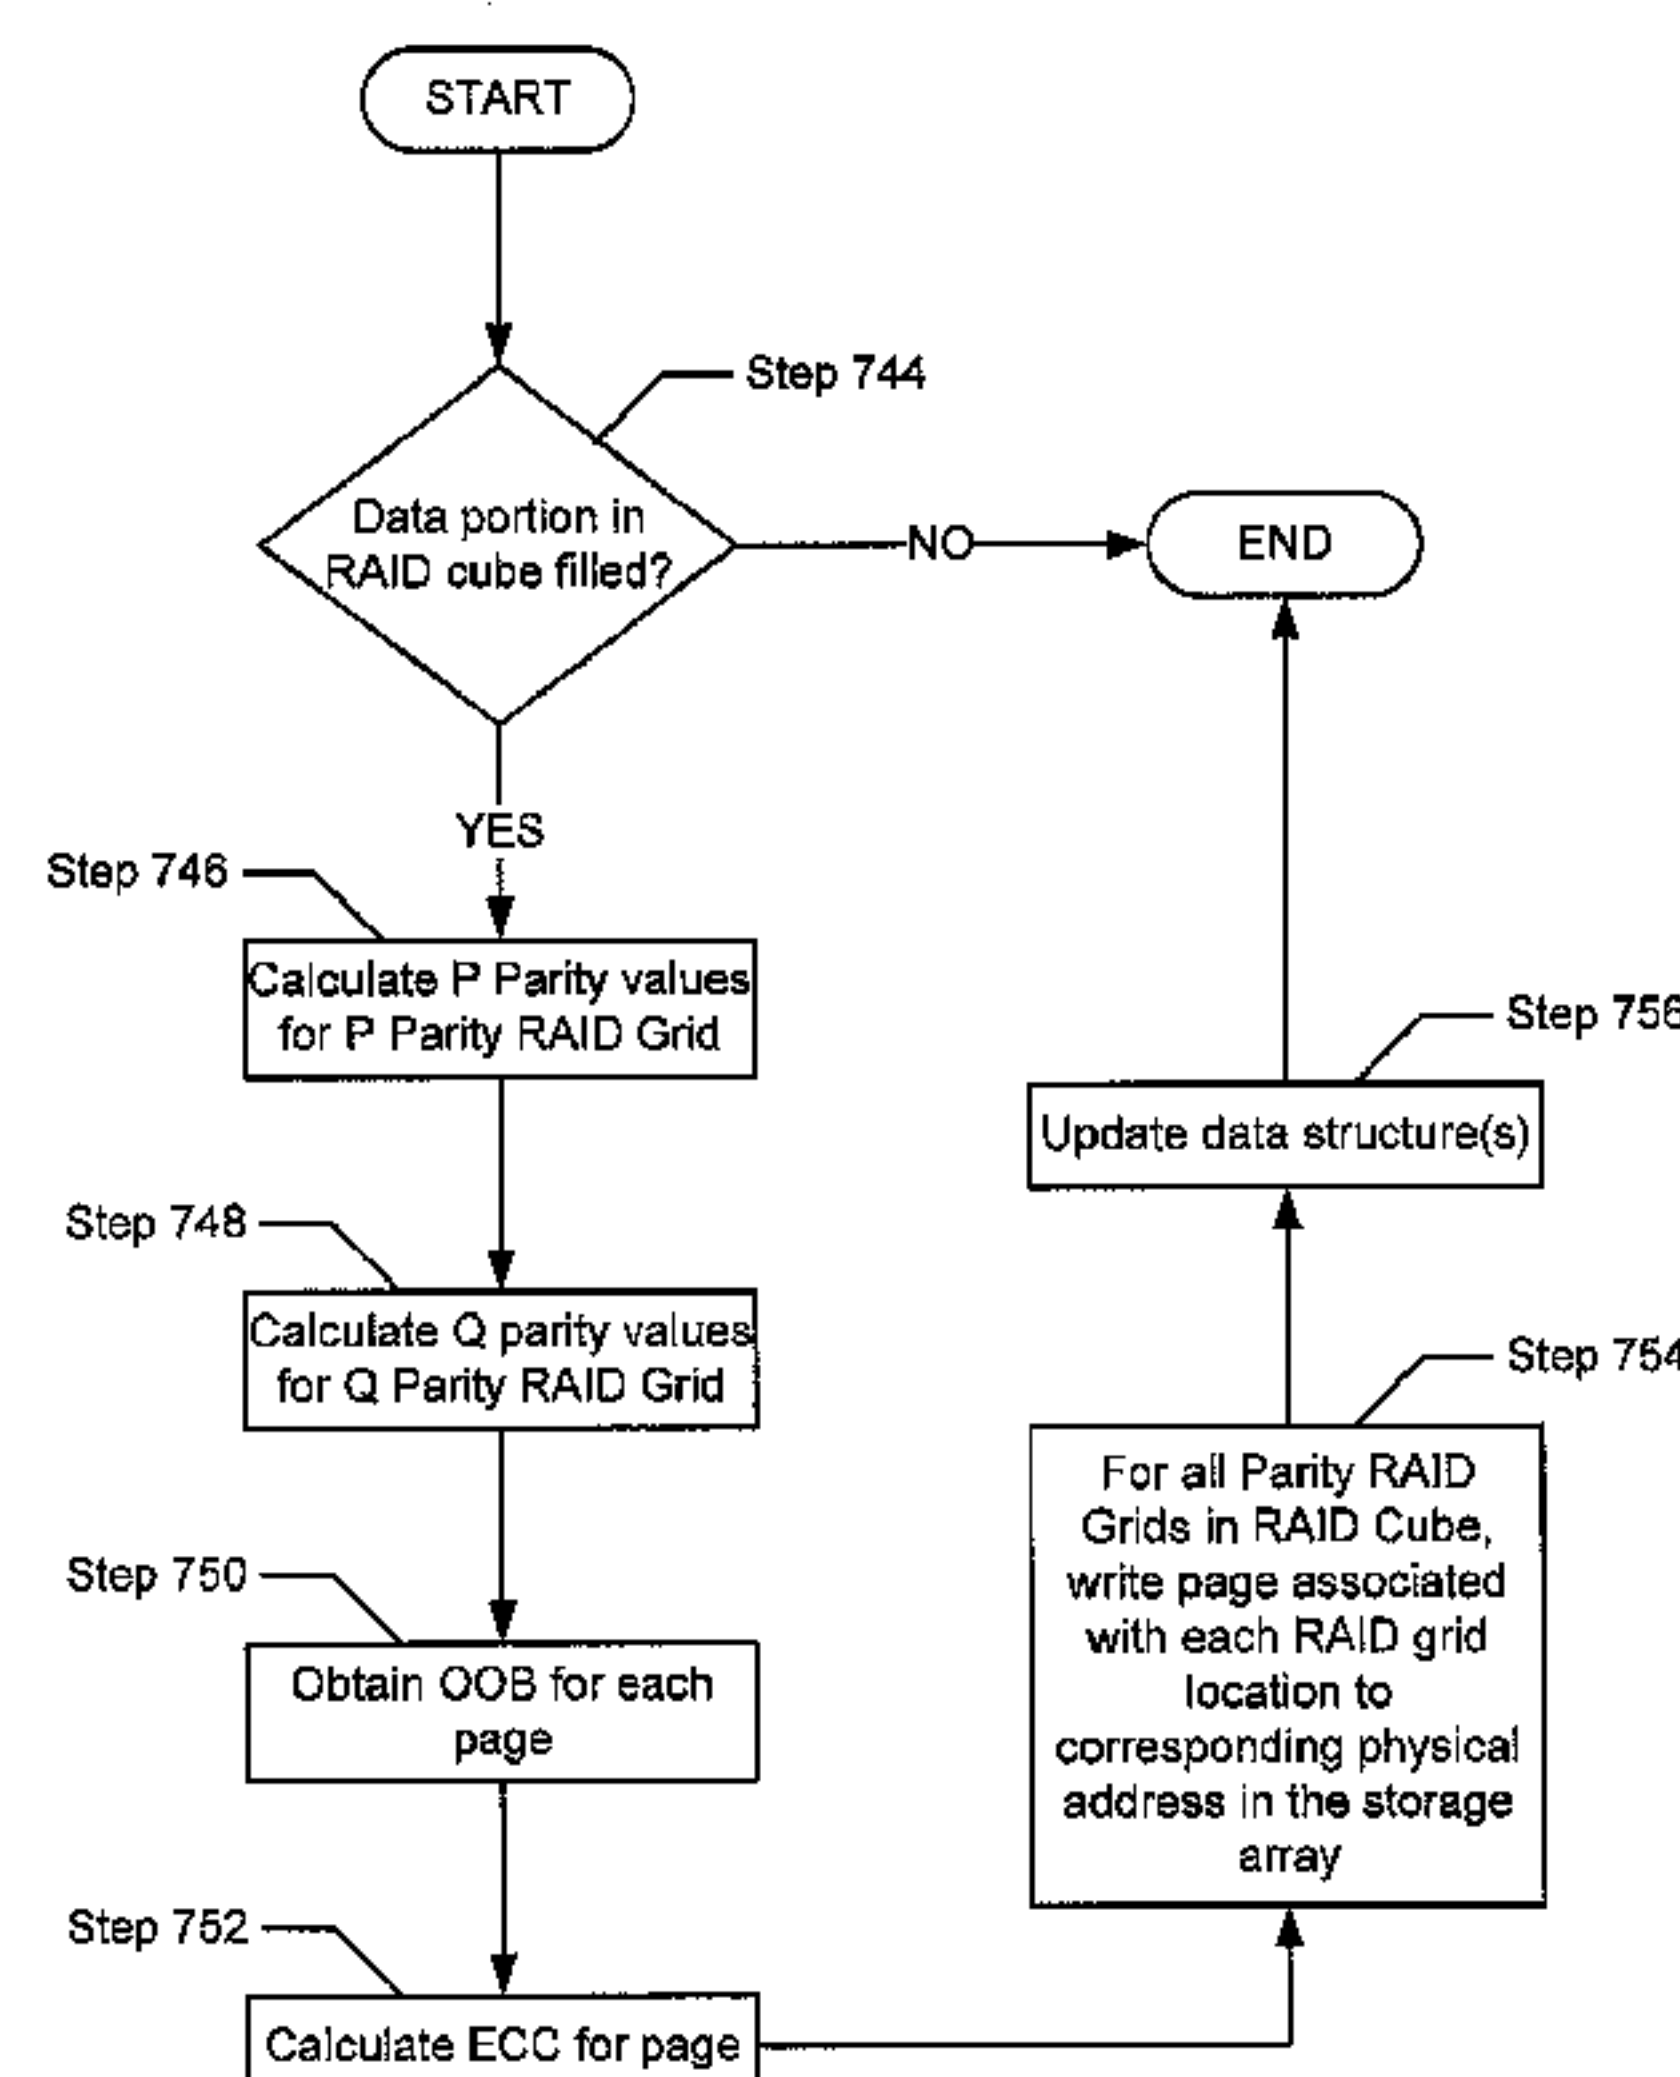 START
Step 744
Data portion in
RAID cube filled?
NO
END
YES
Step 746
Calculate P Parity values
for P Parity RAID Grid
Step 748
Calculate Q parity values
for Q Parity RAID Grid
Step 750
Obtain OOB for each
page
Step 752
Calculate ECC for page
Step 754
For all Parity RAID
Grids in RAID Cube,
write page associated
with each RAID grid
location to
corresponding physical
address in the storage
array
Step 756
Update data structure(s)